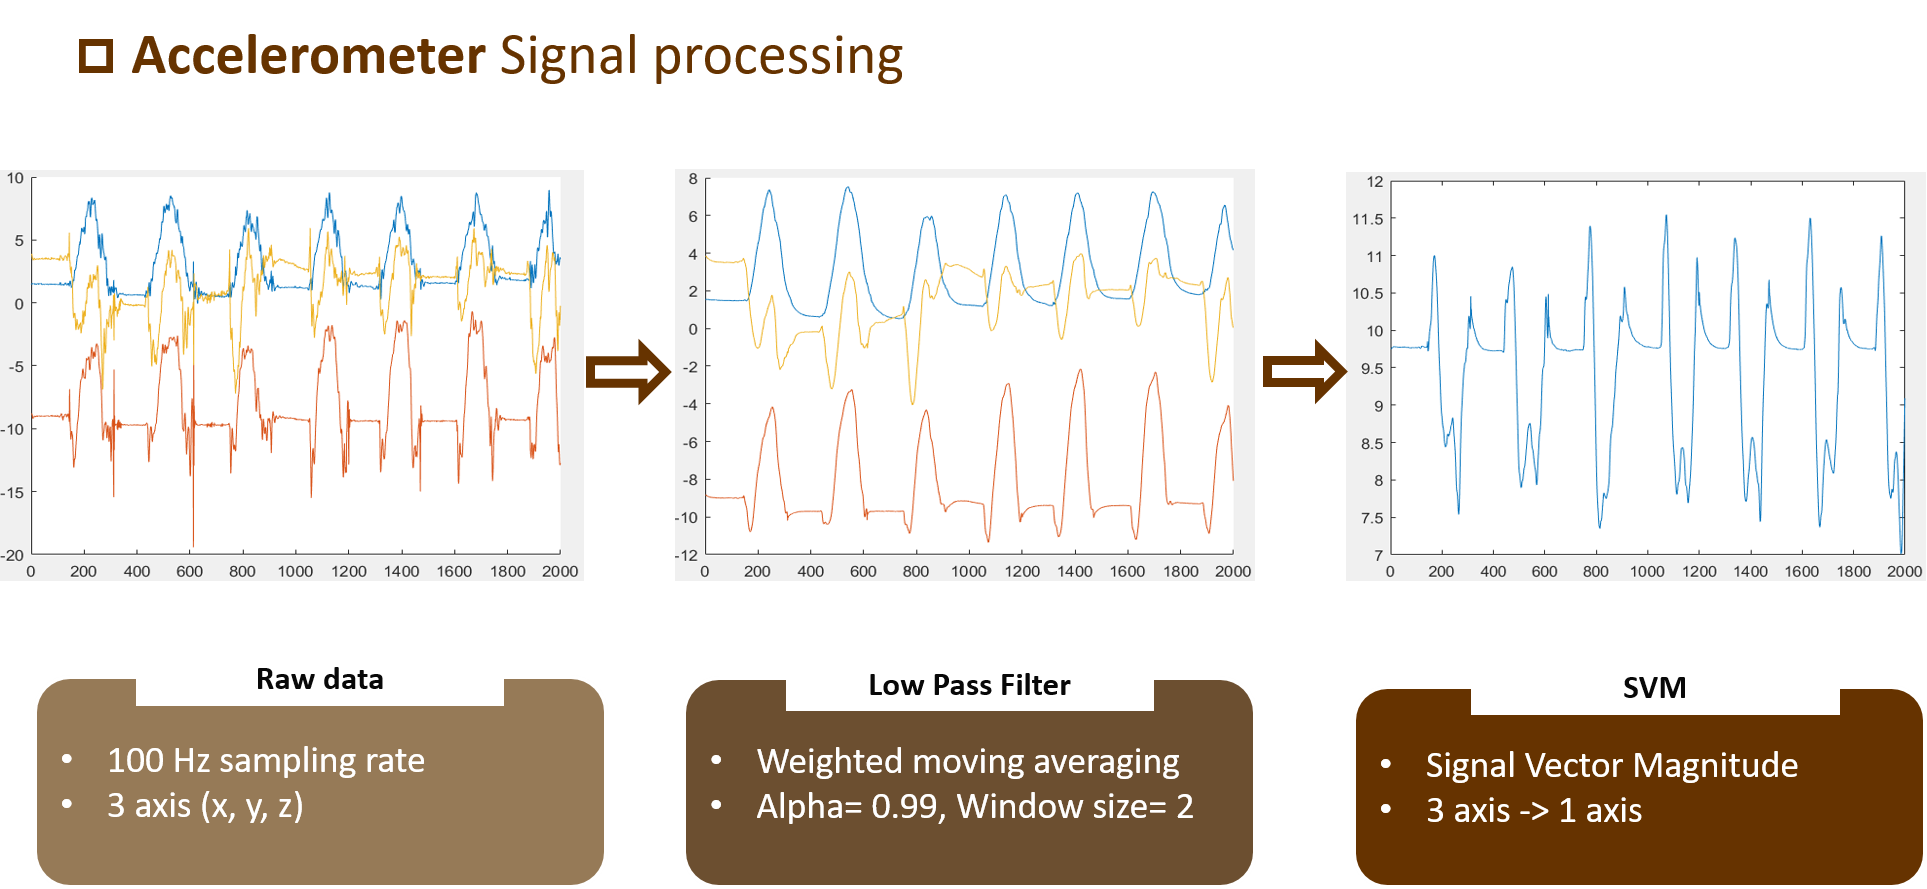 Accelerometer Signal processing
10
5
0
-5
-10
-15
-20
0 200 400 600 800 1000 1200 1400 1600 1800 2000
8
6
4
2
0
-2
-4
-6
-8
-10
-12
0 200 400 600 800 1000 1200 1400 1600 1800 2000
12
11.5
11
10.5
10
9.5
9
8.5
8
7.5
7
0 200 400 600 800 1000 1200 1400 1600 1800 2000
Raw data
• 100 Hz sampling rate
• 3 axis (x, y, z)
Low Pass Filter
• Weighted moving averaging
• Alpha= 0.99, Window size= 2
SVM
• Signal Vector Magnitude
• 3 axis -> 1 axis